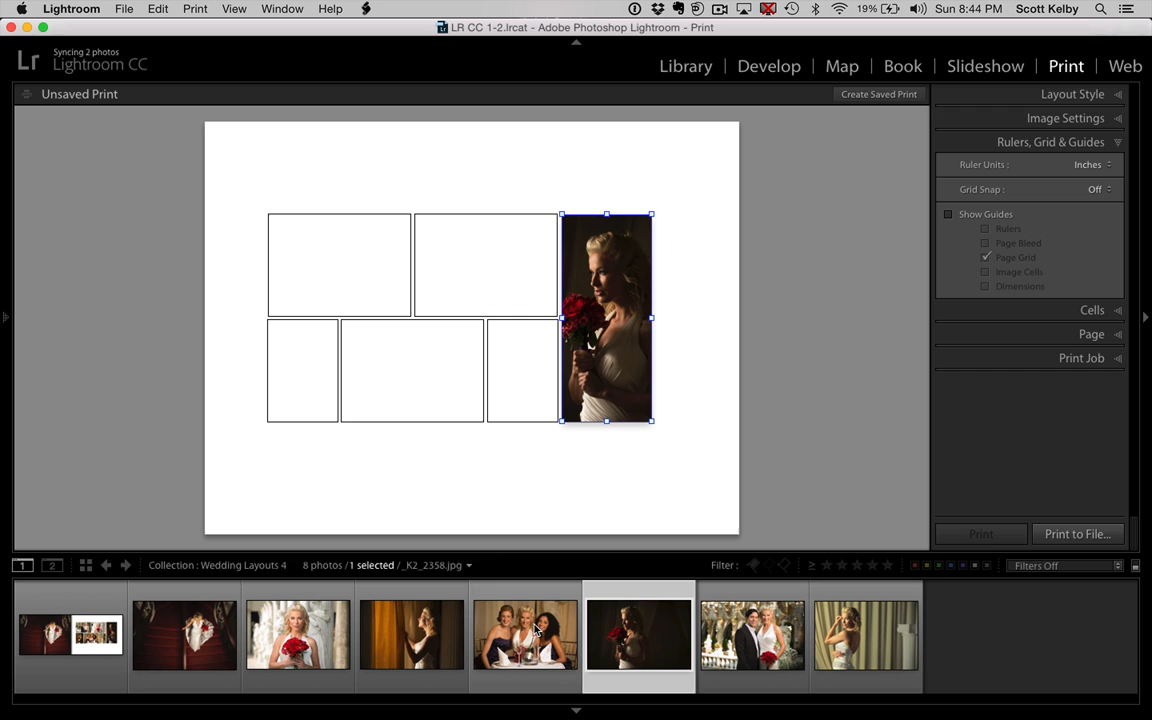 Lightroom File Edit Print View Window Help 19% Sun 8:44 PM Scott Kelby
LR CC 1-2.lrcat - Adobe Photoshop Lightroom - Print
Lr Syncing 2 photos
Lightroom CC
Library | Develop | Map | Book | Slideshow | Print | Web
Unsaved Print Create Saved Print
Layout Style
Image Settings
Rulers, Grid & Guides
Ruler Units : Inches
Grid Snap : Off
Show Guides
Rulers
Page Bleed
Page Grid
Image Cells
Dimensions
Cells
Page
Print Job
Print Print to File...
1 2 Collection : Wedding Layouts 4 8 photos / 1 selected / _K2_2358.jpg Filter : ≥ Filters Off